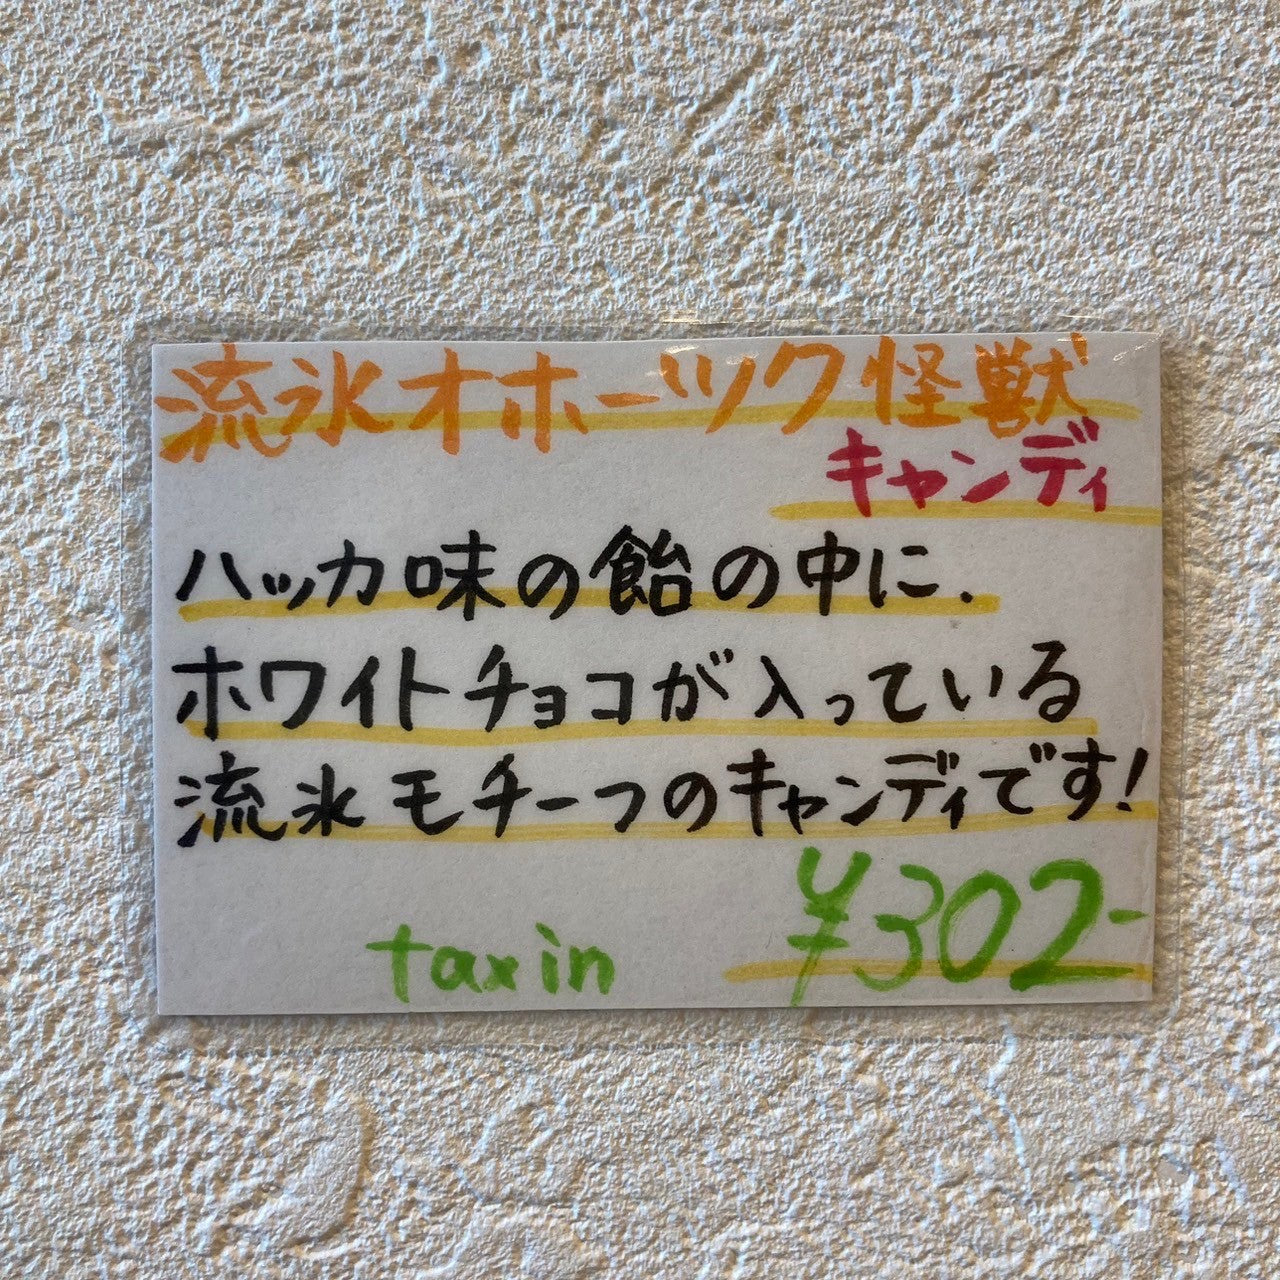 流氷オホーツク怪獣
キャンディ
ハッカ味の飴の中に.
ホワイトチョコが入っている
流氷モチーフのキャンディです!
taxin ¥302-